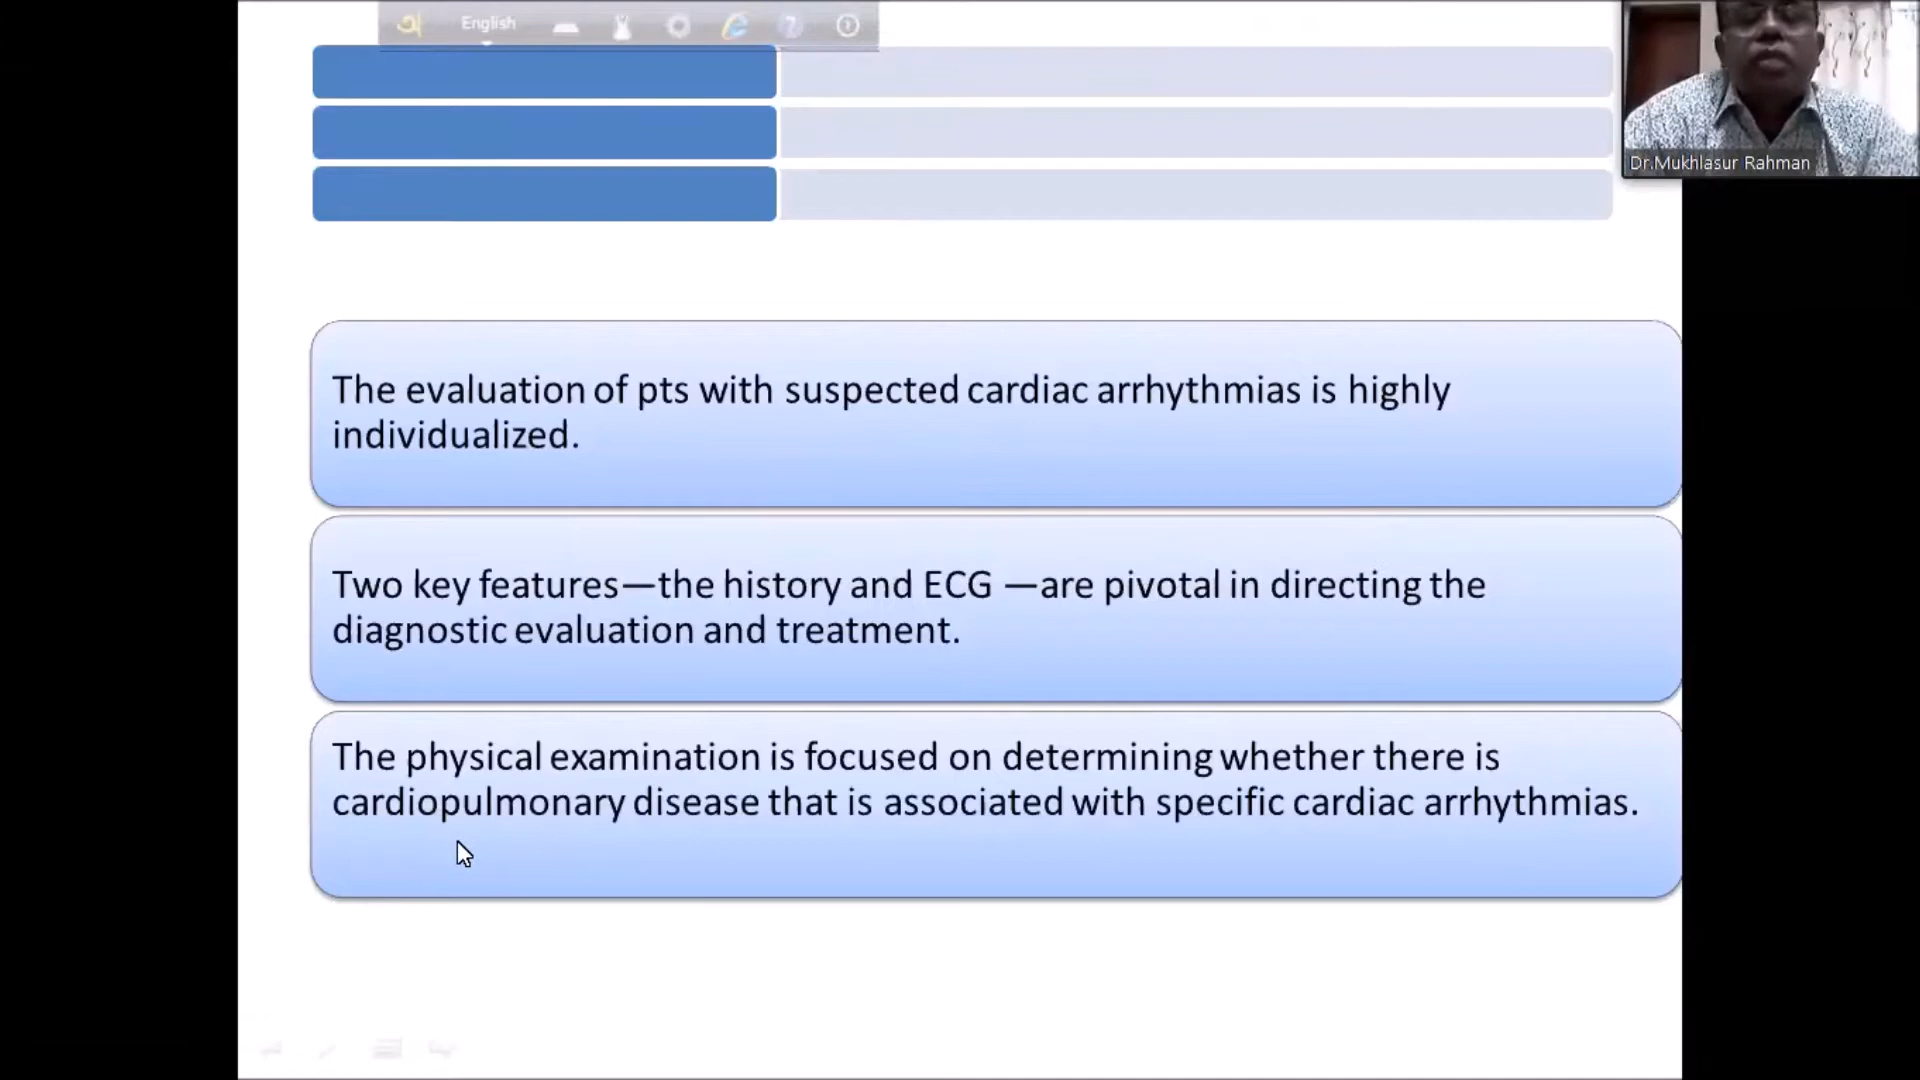 অ English
Dr.Mukhlasur Rahman
The evaluation of pts with suspected cardiac arrhythmias is highly
individualized.
Two key features—the history and ECG —are pivotal in directing the
diagnostic evaluation and treatment.
The physical examination is focused on determining whether there is
cardiopulmonary disease that is associated with specific cardiac arrhythmias.